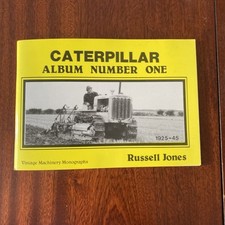 CATERPILLAR
ALBUM NUMBER ONE
1925-45
Vintage Machinery Monographs
Russell Jones